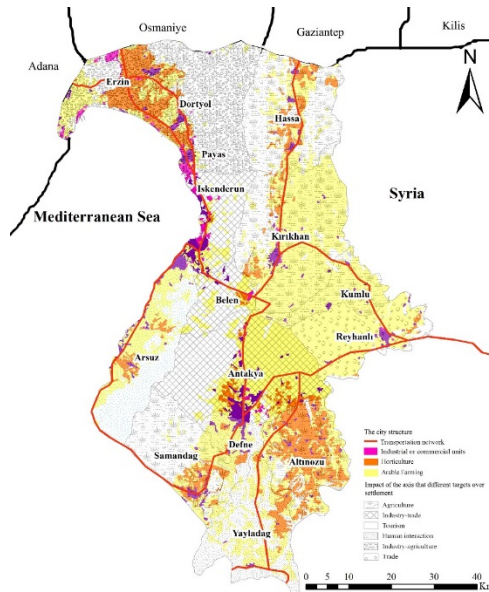 Osmaniye
Gaziantep
Kilis
Adana
N
Erzin
Dortyol
Hassa
Payas
Iskenderun
Mediterranean Sea
Syria
Kırıkhan
Belen
Kumlu
Reyhanlı
Arsuz
Antakya
Defne
Samandag
Altınozu
Yayladag
The city structure
Transportation network
Industrial or commercial units
Horticulture
Arable Farming
Impact of the axis that different targets over
settlement
Agriculture
Industry-trade
Tourism
Human interaction
Industry-agriculture
Trade
0 5 10 20 30 40
Km